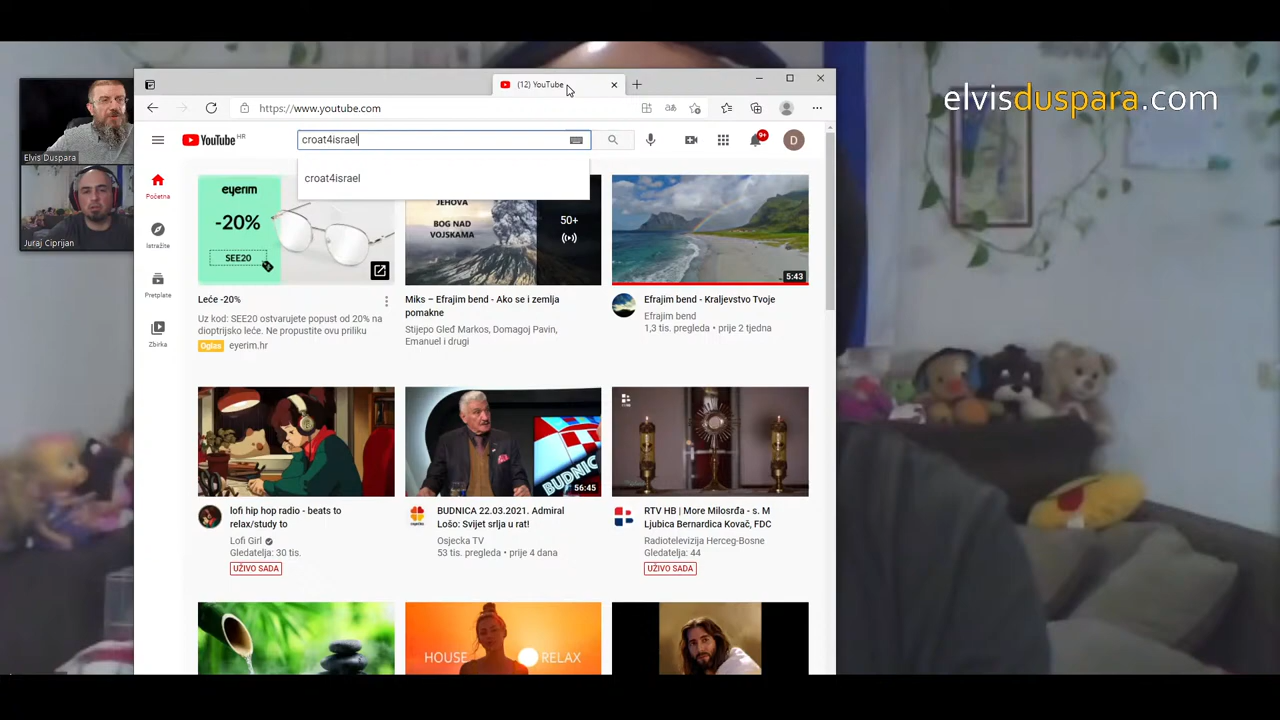 elvisduspara.com
(12) YouTube
https://www.youtube.com
Elvis Duspara
Juraj Ciprijan
YouTube HR
croat4israel
9+
D
croat4israel
Početna
Istražite
Pretplate
Zbirka
eyerim
-20%
SEE20
JEHOVA
BOG NAD
VOJSKAMA
50+
5:43
Leće -20%
Uz kod: SEE20 ostvarujete popust od 20% na
dioptrijsko leće. Ne propustite ovu priliku
Oglas eyerim.hr
Miks – Efrajim bend - Ako se i zemlja
pomakne
Stijepo Gleđ Markos, Domagoj Pavin,
Emanuel i drugi
Efrajim bend - Kraljevstvo Tvoje
Efrajim bend
1,3 tis. pregleda • prije 2 tjedna
BUDNIC
56:45
lofi hip hop radio - beats to
relax/study to
Lofi Girl
Gledatelja: 30 tis.
UŽIVO SADA
BUDNICA 22.03.2021. Admiral
Lošo: Svijet srlja u rat!
Osjecka TV
53 tis. pregleda • prije 4 dana
RTV HB | More Milosrđa - s. M
Ljubica Bernardica Kovač, FDC
Radiotelevizija Herceg-Bosne
Gledatelja: 44
UŽIVO SADA
HOUSE RELAX